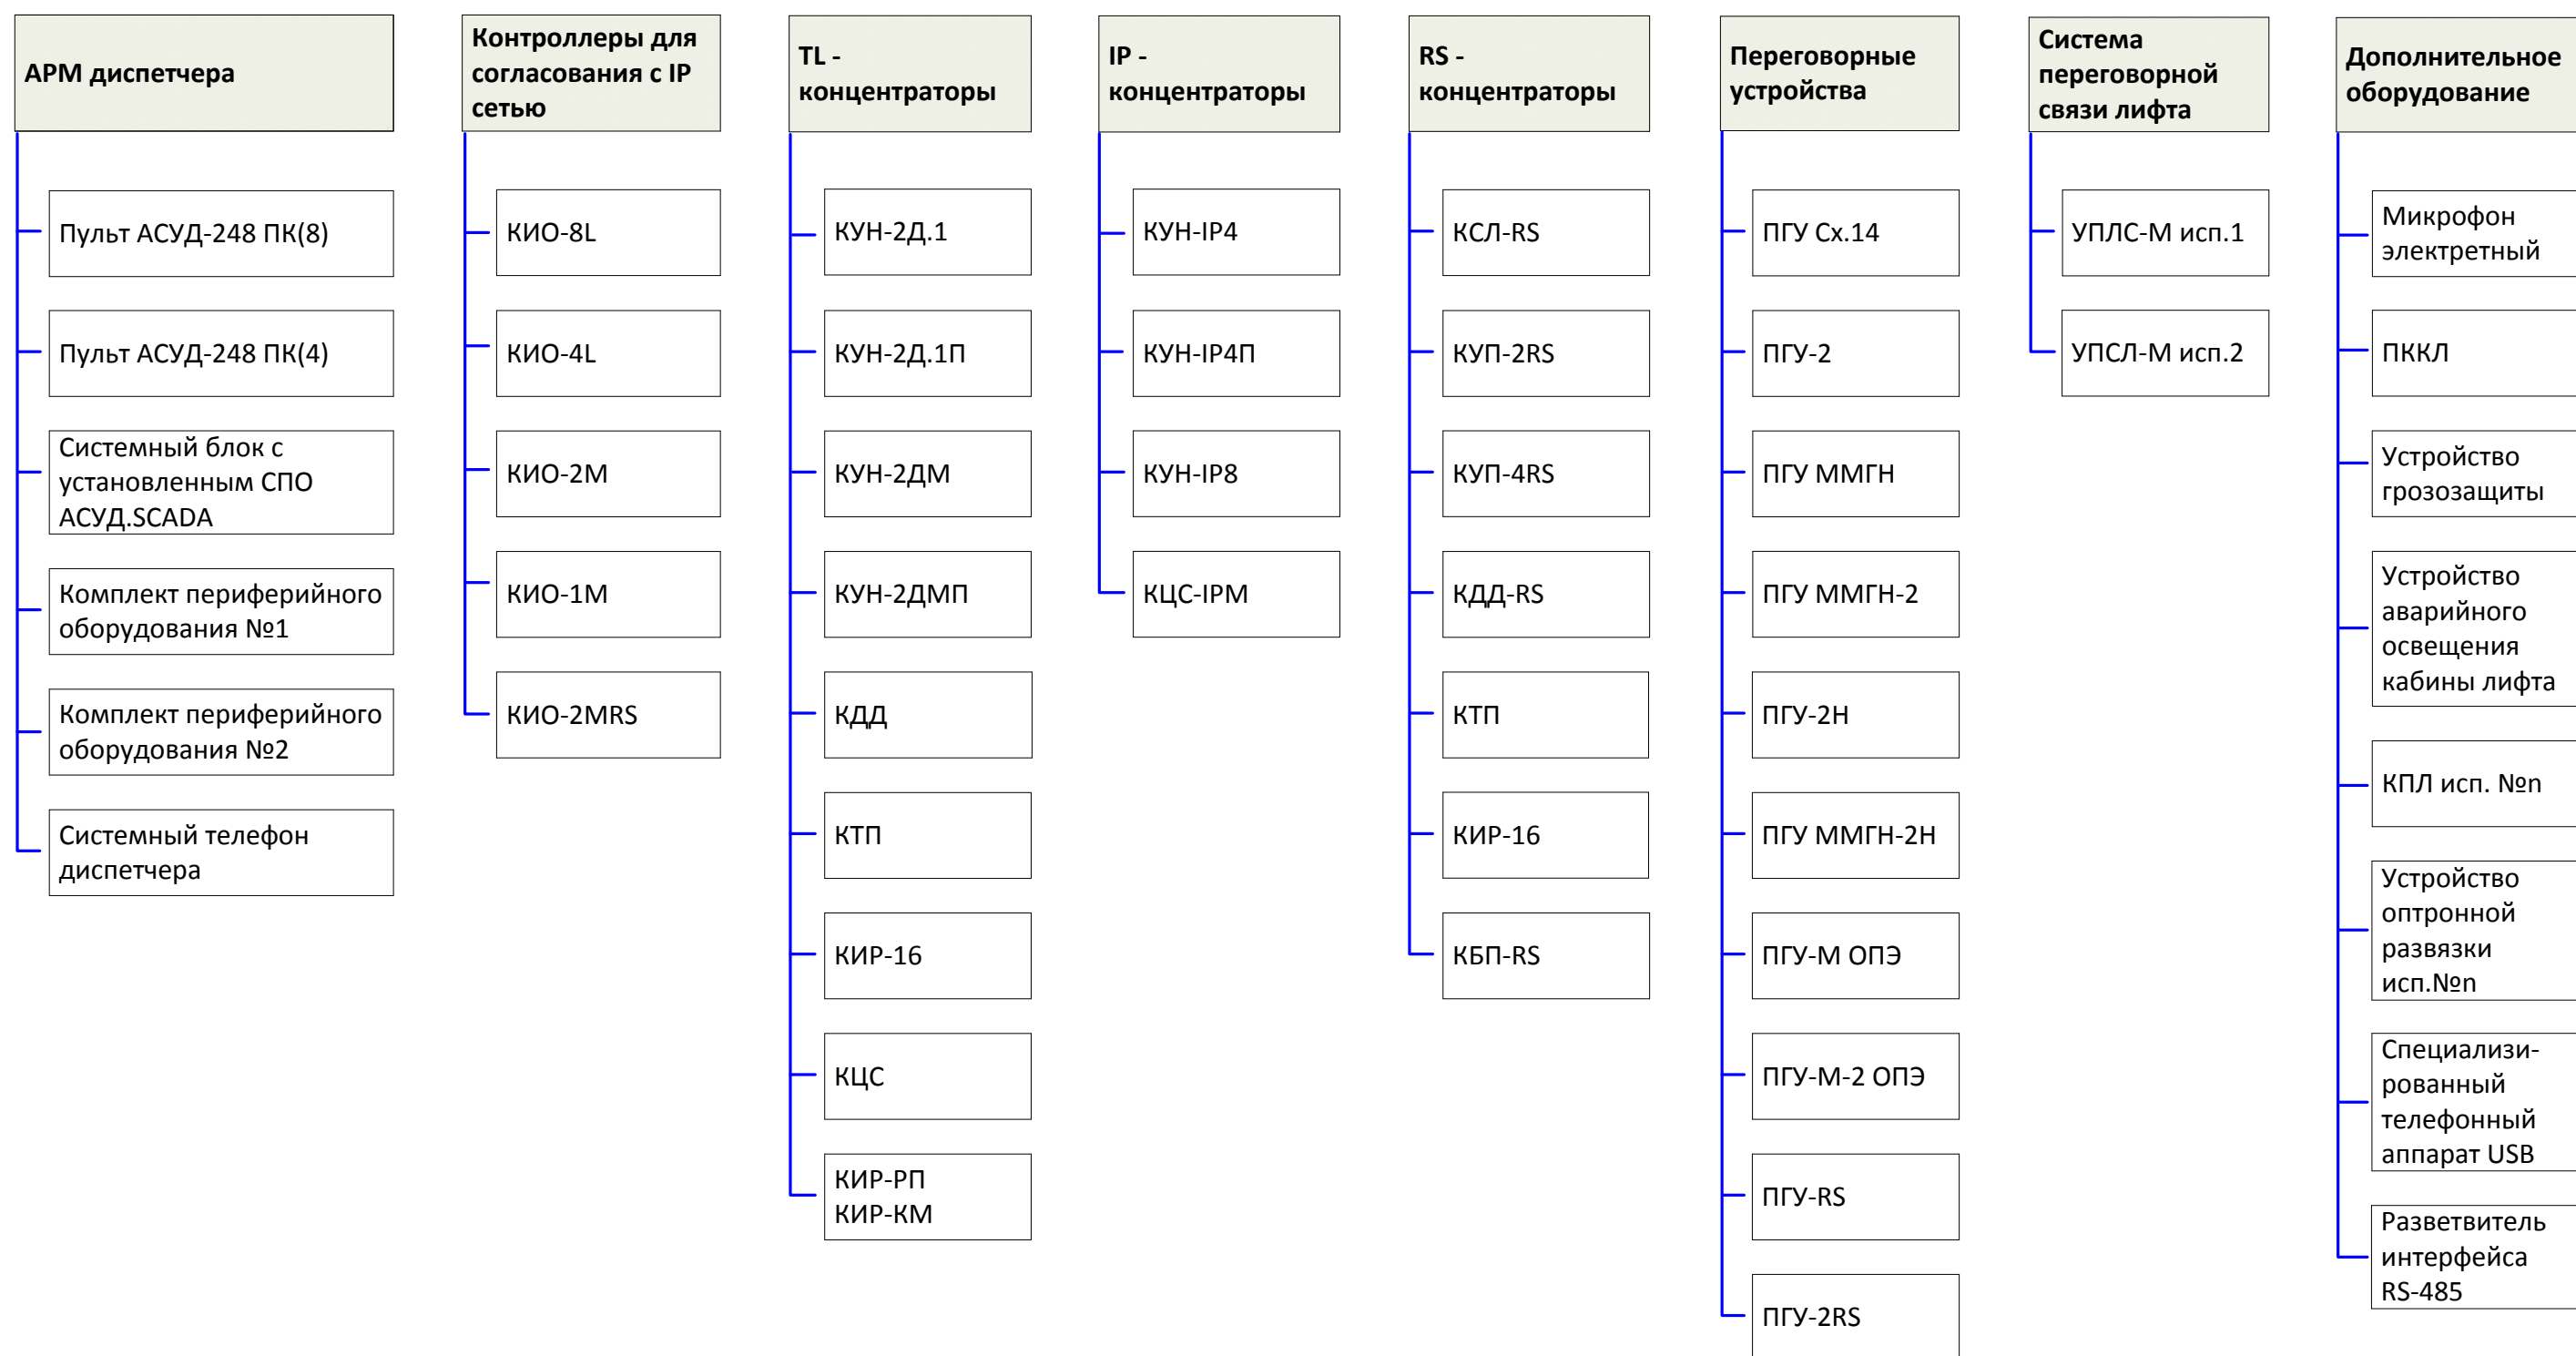 АРМ диспетчера
Пульт АСУД-248 ПК(8)
Пульт АСУД-248 ПК(4)
Системный блок с
установленным СПО
АСУД.SCADA
Комплект периферийного
оборудования №1
Комплект периферийного
оборудования №2
Системный телефон
диспетчера
Контроллеры для
согласования с IP
сетью
КИО-8L
КИО-4L
КИО-2М
КИО-1М
КИО-2MRS
TL -
концентраторы
КУН-2Д.1
КУН-2Д.1П
КУН-2ДМ
КУН-2ДМП
КДД
КТП
КИР-16
КЦС
КИР-РП
КИР-КМ
IP -
концентраторы
КУН-IP4
КУН-IP4П
КУН-IP8
КЦС-IPM
RS -
концентраторы
КСЛ-RS
КУП-2RS
КУП-4RS
КДД-RS
КТП
КИР-16
КБП-RS
Переговорные
устройства
ПГУ Сх.14
ПГУ-2
ПГУ ММГН
ПГУ ММГН-2
ПГУ-2Н
ПГУ ММГН-2Н
ПГУ-М ОПЭ
ПГУ-М-2 ОПЭ
ПГУ-RS
ПГУ-2RS
Система
переговорной
связи лифта
УПЛС-М исп.1
УПСЛ-М исп.2
Дополнительное
оборудование
Микрофон
электретный
ПККЛ
Устройство
грозозащиты
Устройство
аварийного
освещения
кабины лифта
КПЛ исп. №n
Устройство
оптронной
развязки
исп.№n
Специализи-
рованный
телефонный
аппарат USB
Разветвитель
интерфейса
RS-485